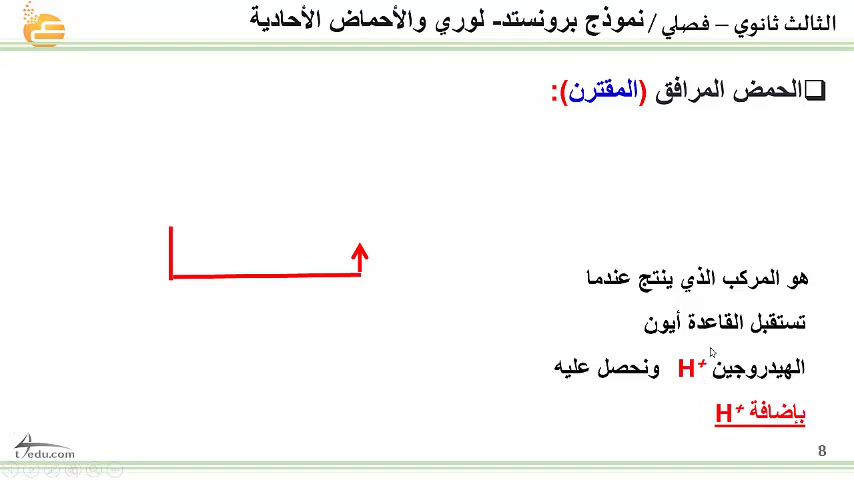 الثالث ثانوي – فصلي / نموذج برونستد- لوري والأحماض الأحادية
الحمض المرافق (المقترن):
هو المركب الذي ينتج عندما
تستقبل القاعدة أيون
الهيدروجين H⁺ ونحصل عليه
بإضافة H⁺
8
t4edu.com